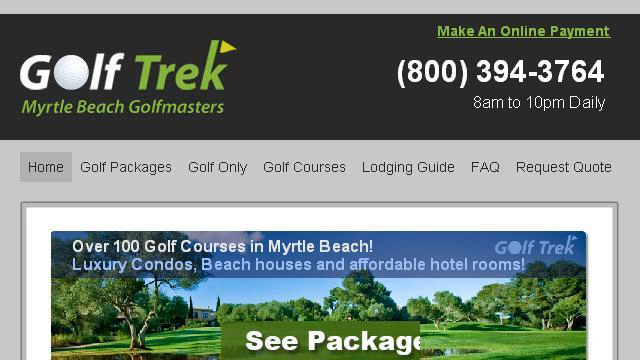 Make An Online Payment
Golf Trek
(800) 394-3764
Myrtle Beach Golfmasters
8am to 10pm Daily
Home Golf Packages Golf Only Golf Courses Lodging Guide FAQ Request Quote
Over 100 Golf Courses in Myrtle Beach!
Golf Trek
Luxury Condos, Beach houses and affordable hotel rooms!
See Package